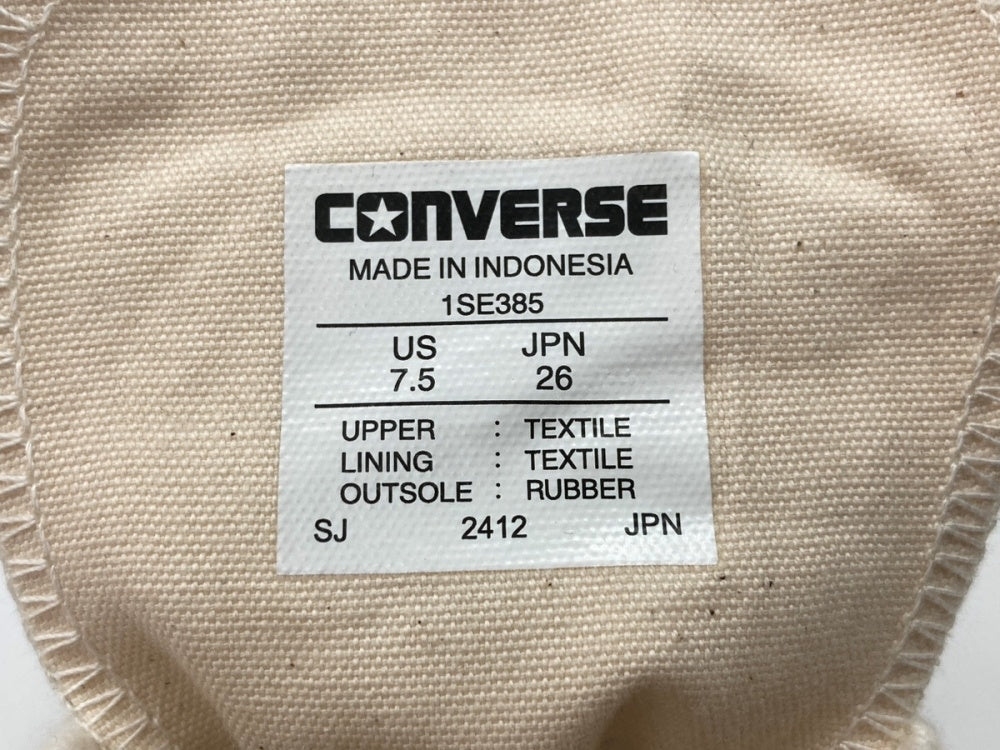 CONVERSE
MADE IN INDONESIA
1SE385
US JPN
7.5 26
UPPER : TEXTILE
LINING : TEXTILE
OUTSOLE : RUBBER
SJ 2412 JPN